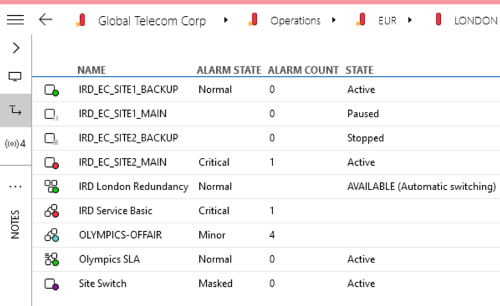 Global Telecom Corp Operations EUR LONDON
NAME ALARM STATE ALARM COUNT STATE
IRD_EC_SITE1_BACKUP Normal 0 Active
IRD_EC_SITE1_MAIN 0 Paused
IRD_EC_SITE2_BACKUP 0 Stopped
((o))4
IRD_EC_SITE2_MAIN Critical 1 Active
IRD London Redundancy Normal AVAILABLE (Automatic switching)
IRD Service Basic Critical 1
NOTES
OLYMPICS-OFFAIR Minor 4
Olympics SLA Normal 0 Active
Site Switch Masked 0 Active